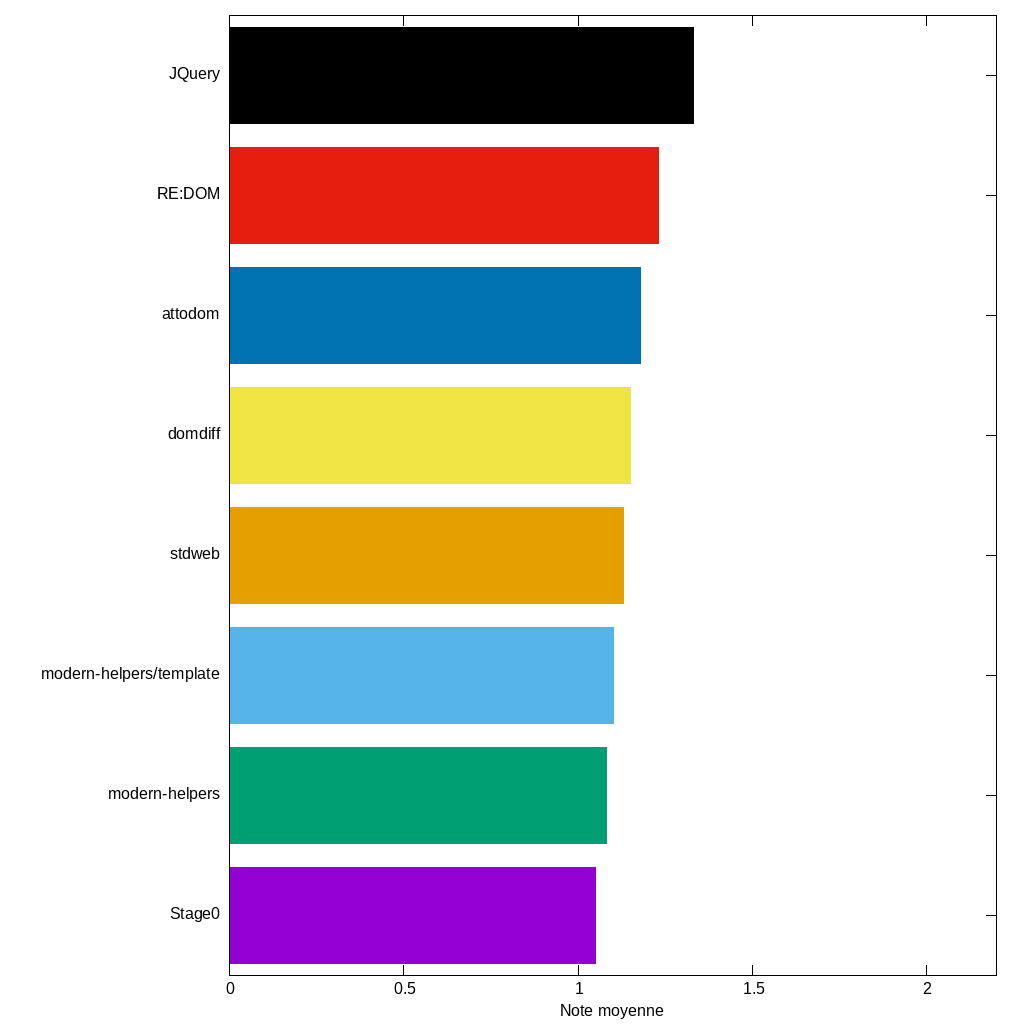 JQuery
RE:DOM
attodom
domdiff
stdweb
modern-helpers/template
modern-helpers
Stage0
0 0.5 1 1.5 2
Note moyenne